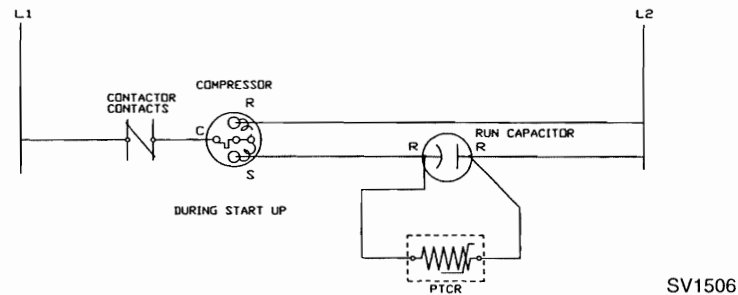 L1
L2
COMPRESSOR
CONTACTOR
CONTACTS
R
C
S
RUN CAPACITOR
R
R
DURING START UP
PTCR
SV1506